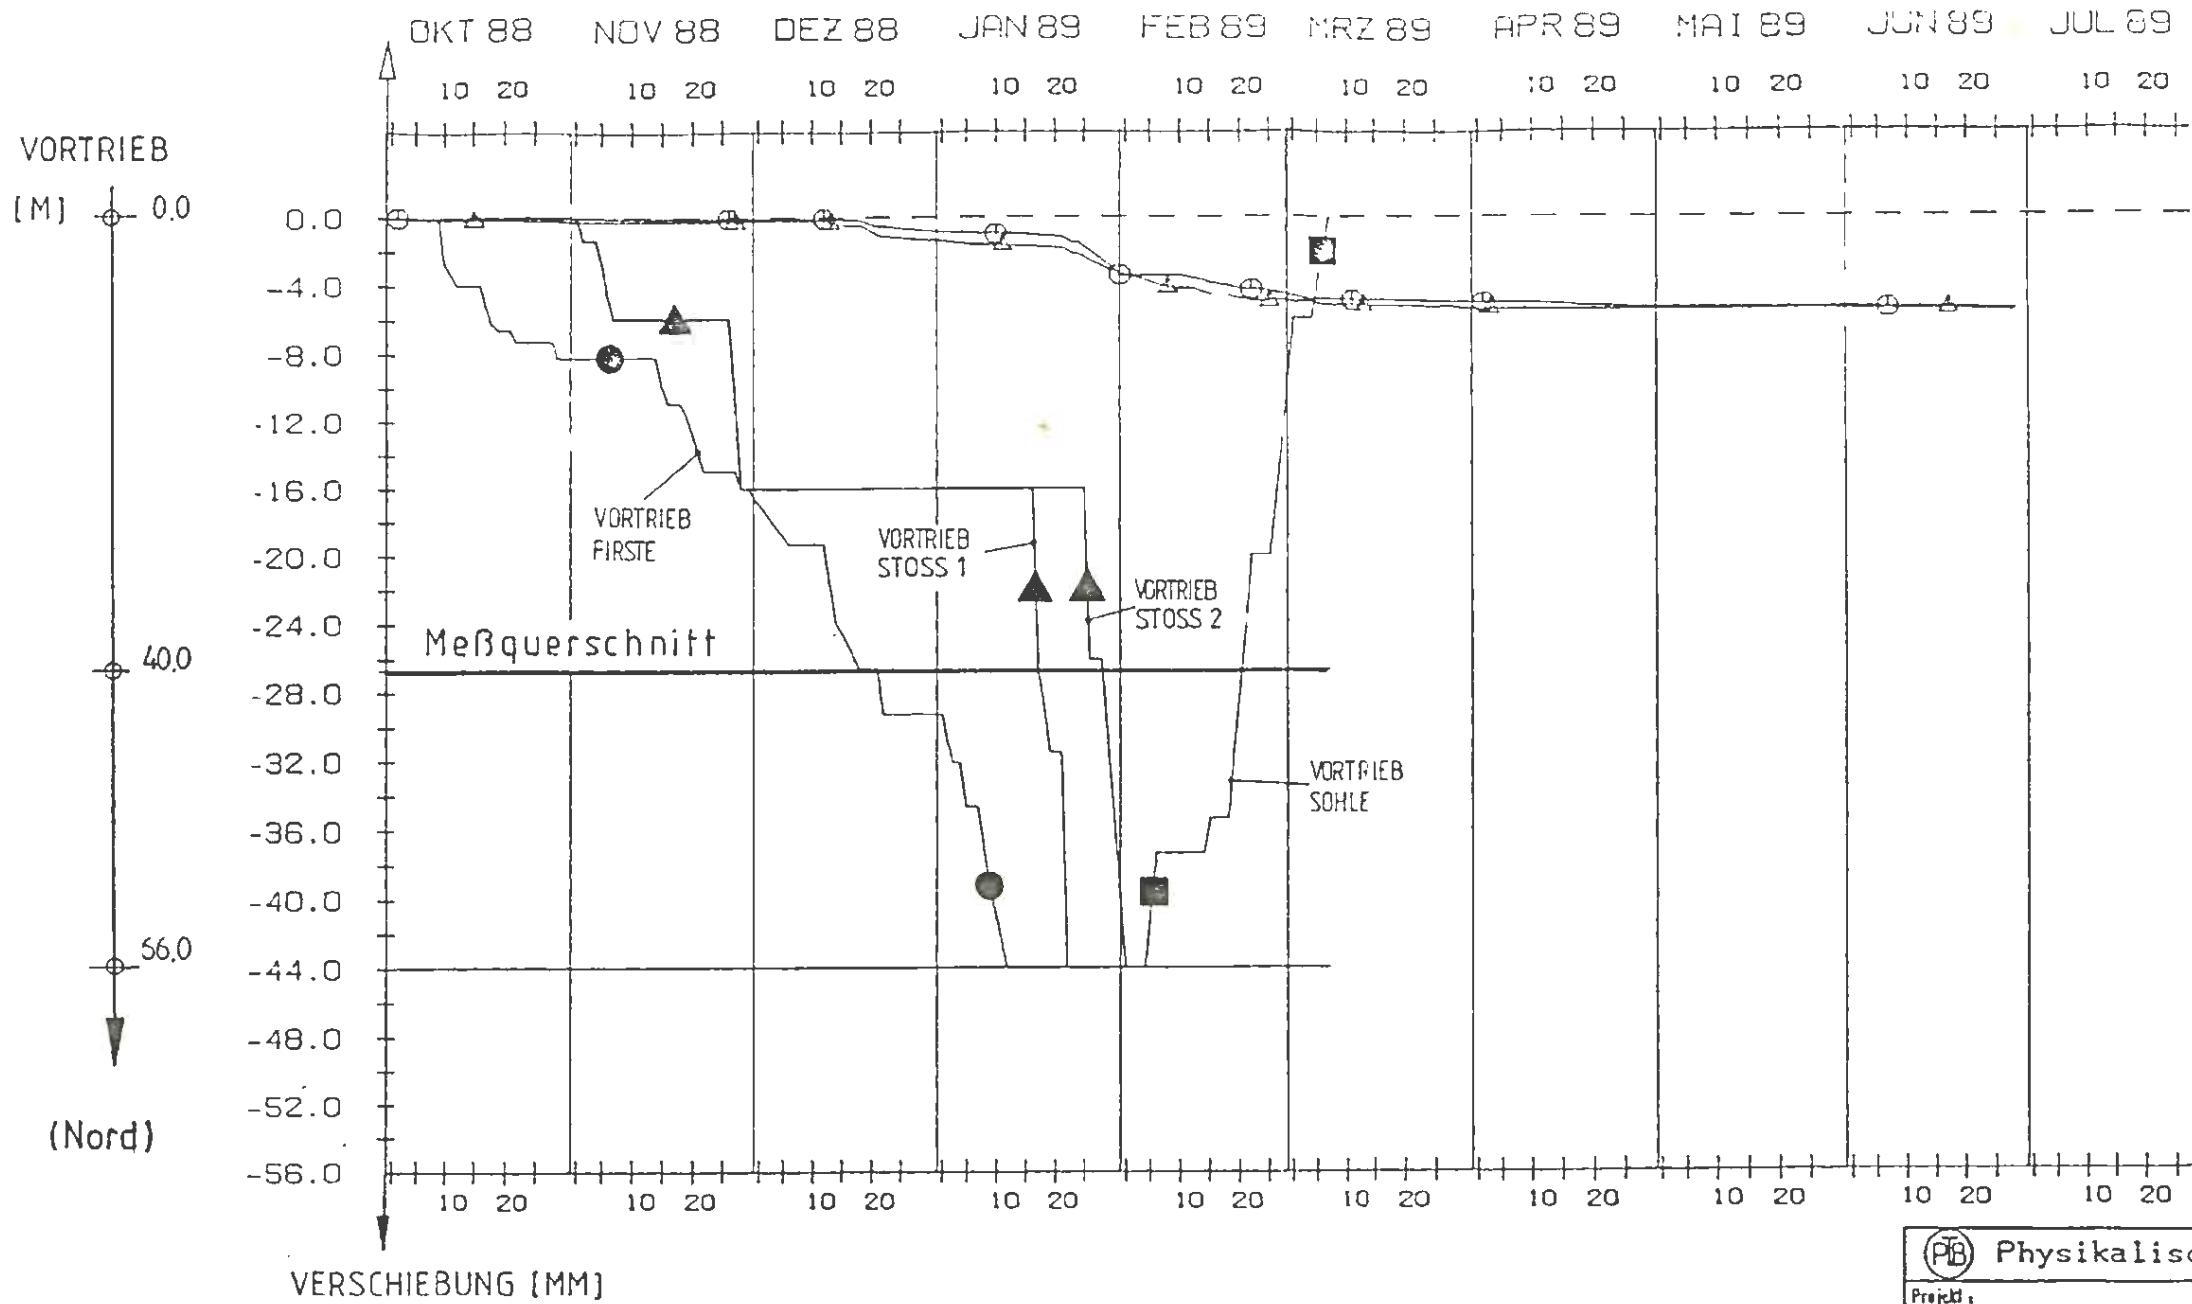 OKT 88 NOV 88 DEZ 88 JAN 89 FEB 89 MRZ 89 APR 89 MAI 89 JUN 89 JUL 89
10 20 10 20 10 20 10 20 10 20 10 20 10 20 10 20 10 20 10 20
VORTRIEB
[M]
0.0
0.0
-4.0
-8.0
-12.0
-16.0
VORTRIEB
FIRSTE
VORTRIEB
STOSS 1
-20.0
VORTRIEB
STOSS 2
-24.0
Meßquerschnitt
40.0
-28.0
-32.0
VORTRIEB
SOHLE
-36.0
-40.0
56.0
-44.0
-48.0
-52.0
(Nord)
-56.0
10 20 10 20 10 20 10 20 10 20 10 20 10 20 10 20 10 20 10 20
VERSCHIEBUNG [MM]
PTB Physikalisc
Projekt: